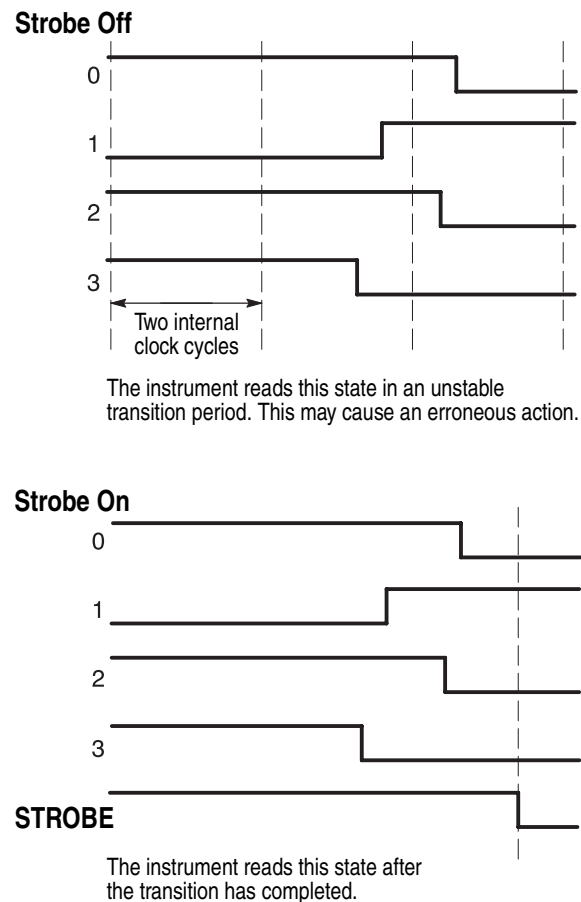 Strobe Off
0
1
2
3
Two internal
clock cycles
The instrument reads this state in an unstable
transition period. This may cause an erroneous action.
Strobe On
0
1
2
3
STROBE
The instrument reads this state after
the transition has completed.